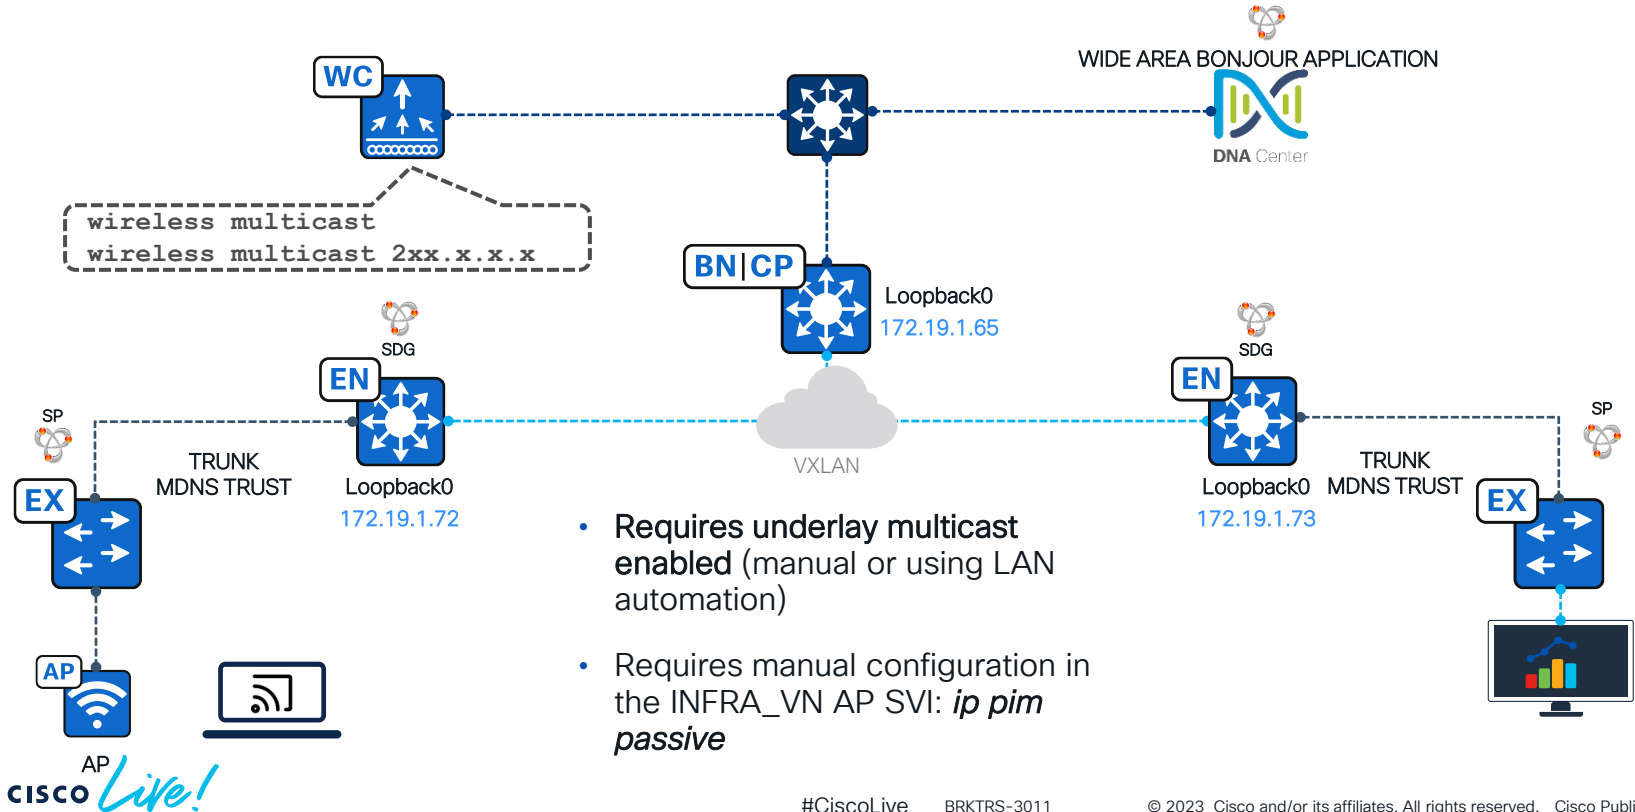 WIDE AREA BONJOUR APPLICATION
WC
DNA Center
wireless multicast
wireless multicast 2xx.x.x.x
BN|CP
Loopback0
172.19.1.65
SDG
EN
SDG
EN
SP
SP
TRUNK
MDNS TRUST
VXLAN
TRUNK
MDNS TRUST
EX
Loopback0
172.19.1.72
Loopback0
172.19.1.73
EX
• Requires underlay multicast
enabled (manual or using LAN
automation)
• Requires manual configuration in
the INFRA_VN AP SVI: ip pim
passive
AP
AP
CISCO Live!
#CiscoLive
BRKTRS-3011
© 2023 Cisco and/or its affiliates. All rights reserved. Cisco Publi